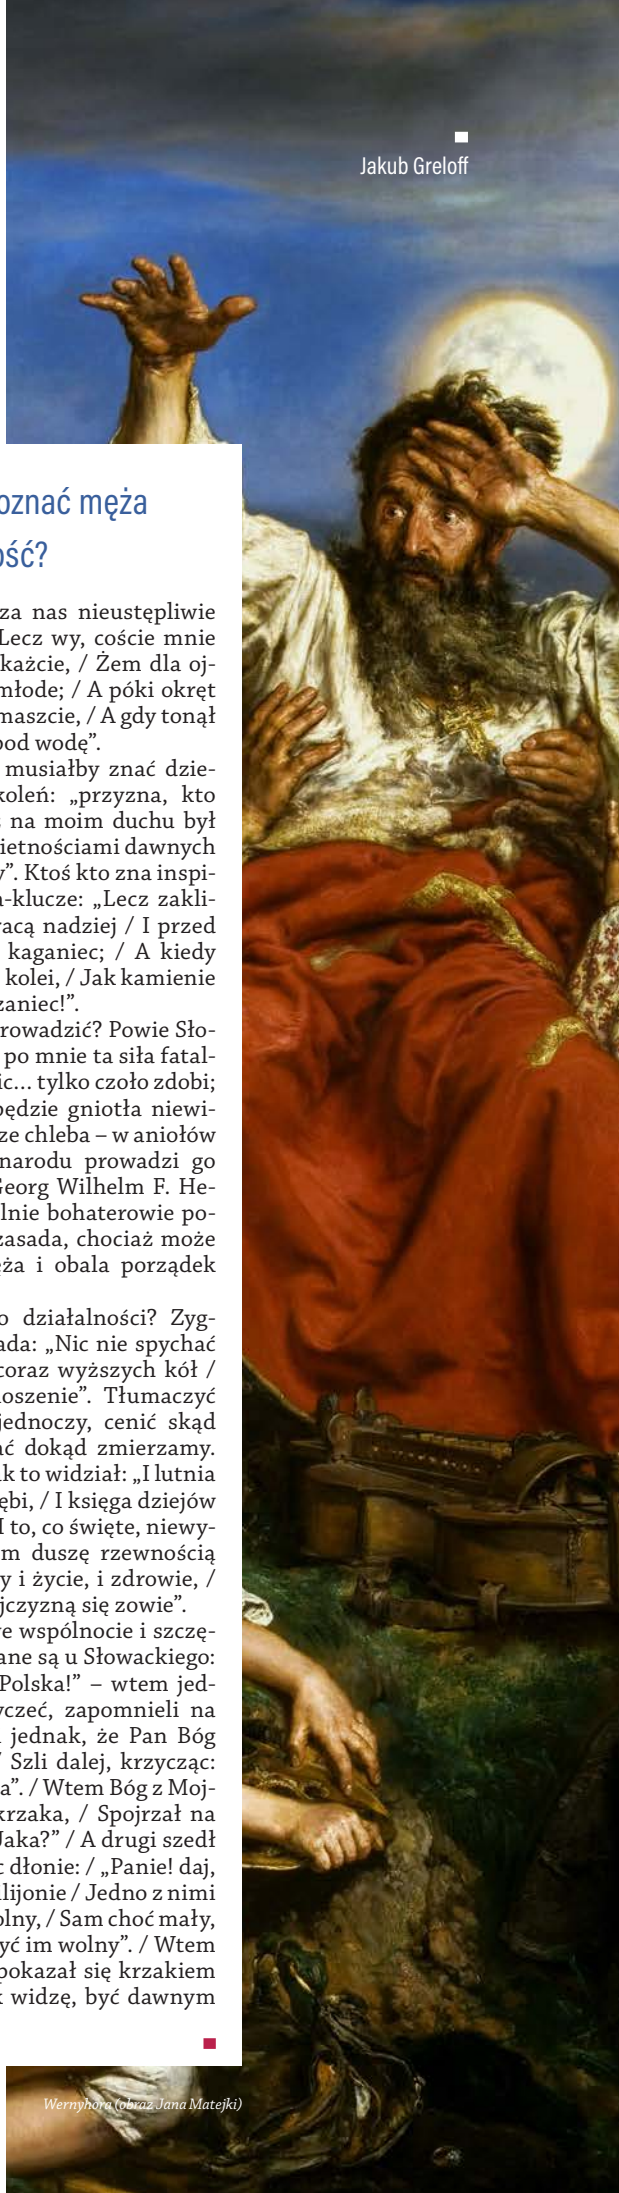 Jakub Greloff
oznać męża
ość?
za nas nieustępliwie
Lecz wy, coście mnie
każcie, / Żem dla oj-
młode; / A póki okręt
maszcie, / A gdy tonął
pod wodę”.
musiałby znać dzie-
koleń: „przyzna, kto
na moim duchu był
ietnościami dawnych
y”. Ktoś kto zna inspi-
a-klucze: „Lecz zakli-
racą nadziej / I przed
kaganiec; / A kiedy
kolei, / Jak kamienie
zaniec!”.
rowadzić? Powie Sło-
po mnie ta siła fatal-
ic... tylko czoło zdobi;
będzie gniotła niewi-
ze chleba – w aniołów
narodu prowadzi go
Georg Wilhelm F. He-
lnie bohaterowie po-
zasada, chociaż może
ęża i obala porządek
o działalności? Zyg-
ada: „Nic nie spychać
coraz wyższych kół /
noszenie”. Tłumaczyć
jednoczy, cenić skąd
ać dokąd zmierzamy.
ak to widział: „I lutnia
ębi, / I księga dziejów
I to, co święte, niewy-
m duszę rzewnością
y i życie, i zdrowie, /
jczyzną się zowie”.
e wspólnocie i szczę-
ane są u Słowackiego:
Polska!” – wtem jed-
yczeć, zapomnieli na
jednak, że Pan Bóg
/ Szli dalej, krzycząc:
a”. / Wtem Bóg z Moj-
krzaka, / Spojrzał na
Jaka?” / A drugi szedł
c dłonie: / „Panie! daj,
ilijonie / Jedno z nimi
olny, / Sam choć mały,
yć im wolny”. / Wtem
pokazał się krzakiem
k widzę, być dawnym
Wernyhora (obraz Jana Matejki)